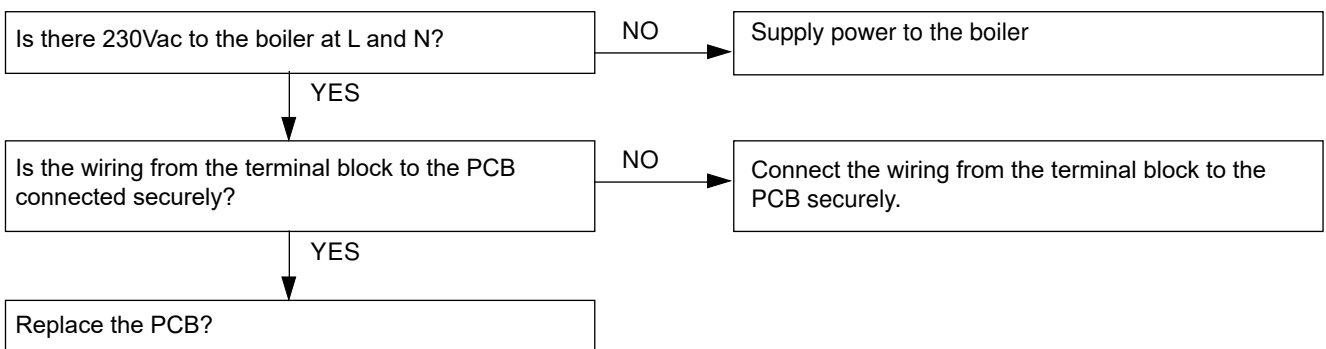 Is there 230Vac to the boiler at L and N?
NO
Supply power to the boiler
YES
Is the wiring from the terminal block to the PCB
connected securely?
NO
Connect the wiring from the terminal block to the
PCB securely.
YES
Replace the PCB?